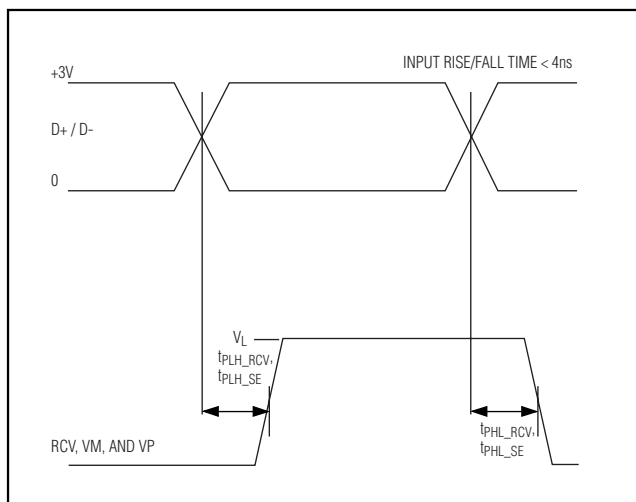 +3V
INPUT RISE/FALL TIME < 4ns
D+ / D-
0
VL
tPLH_RCV,
tPLH_SE
tPHL_RCV,
tPHL_SE
RCV, VM, AND VP